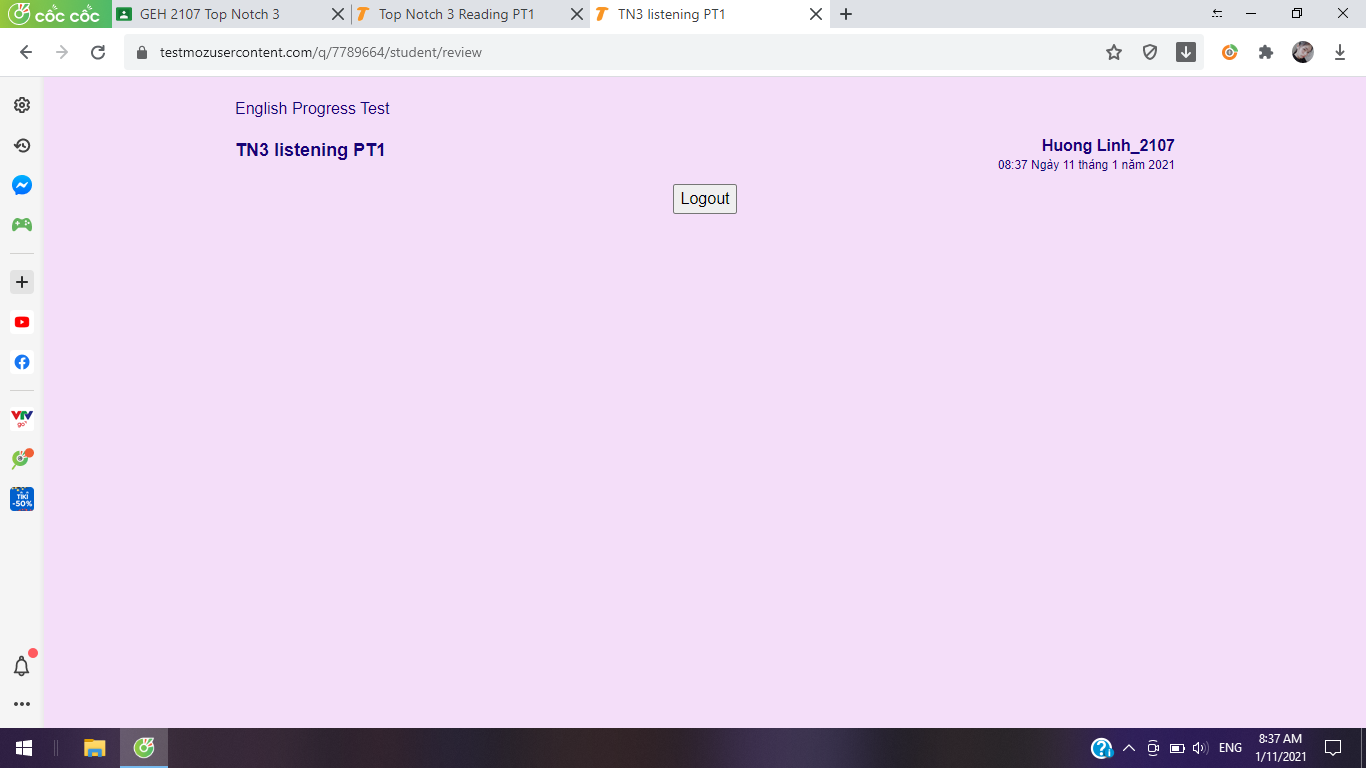 cốc cốc
GEH 2107 Top Notch 3
Top Notch 3 Reading PT1
TN3 listening PT1
testmozusercontent.com/q/7789664/student/review
English Progress Test
TN3 listening PT1
Huong Linh_2107
08:37 Ngày 11 tháng 1 năm 2021
Logout
VTV
go
TIKI
-50%
ENG
8:37 AM
1/11/2021